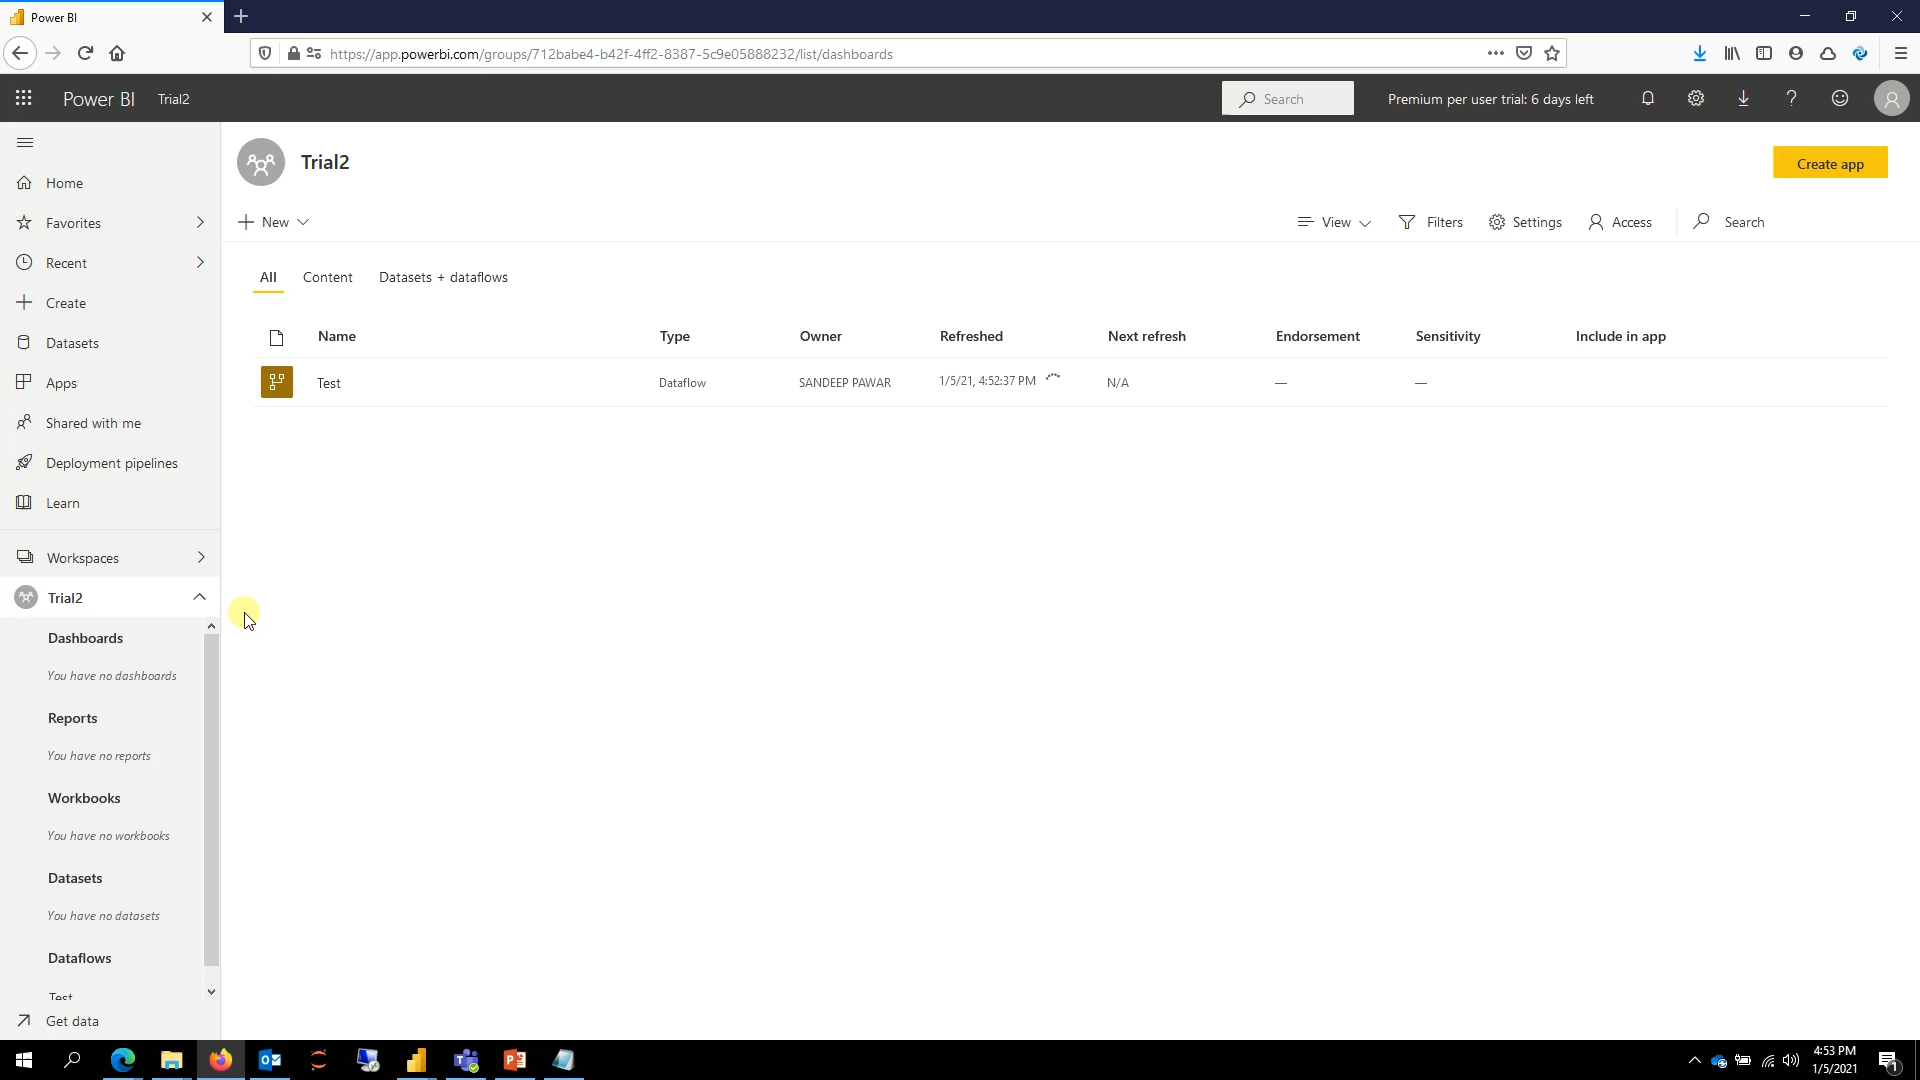 Power BI
https://app.powerbi.com/groups/712babe4-b42f-4ff2-8387-5c9e05888232/list/dashboards
Power BI Trial2 Search Premium per user trial: 6 days left
Trial2 Create app
Home
Favorites
New View Filters Settings Access Search
Recent
All Content Datasets + dataflows
Create
Datasets
Name Type Owner Refreshed Next refresh Endorsement Sensitivity Include in app
Apps
Test Dataflow SANDEEP PAWAR 1/5/21, 4:52:37 PM N/A — —
Shared with me
Deployment pipelines
Learn
Workspaces
Trial2
Dashboards
You have no dashboards
Reports
You have no reports
Workbooks
You have no workbooks
Datasets
You have no datasets
Dataflows
Test
Get data
4:53 PM
1/5/2021
1